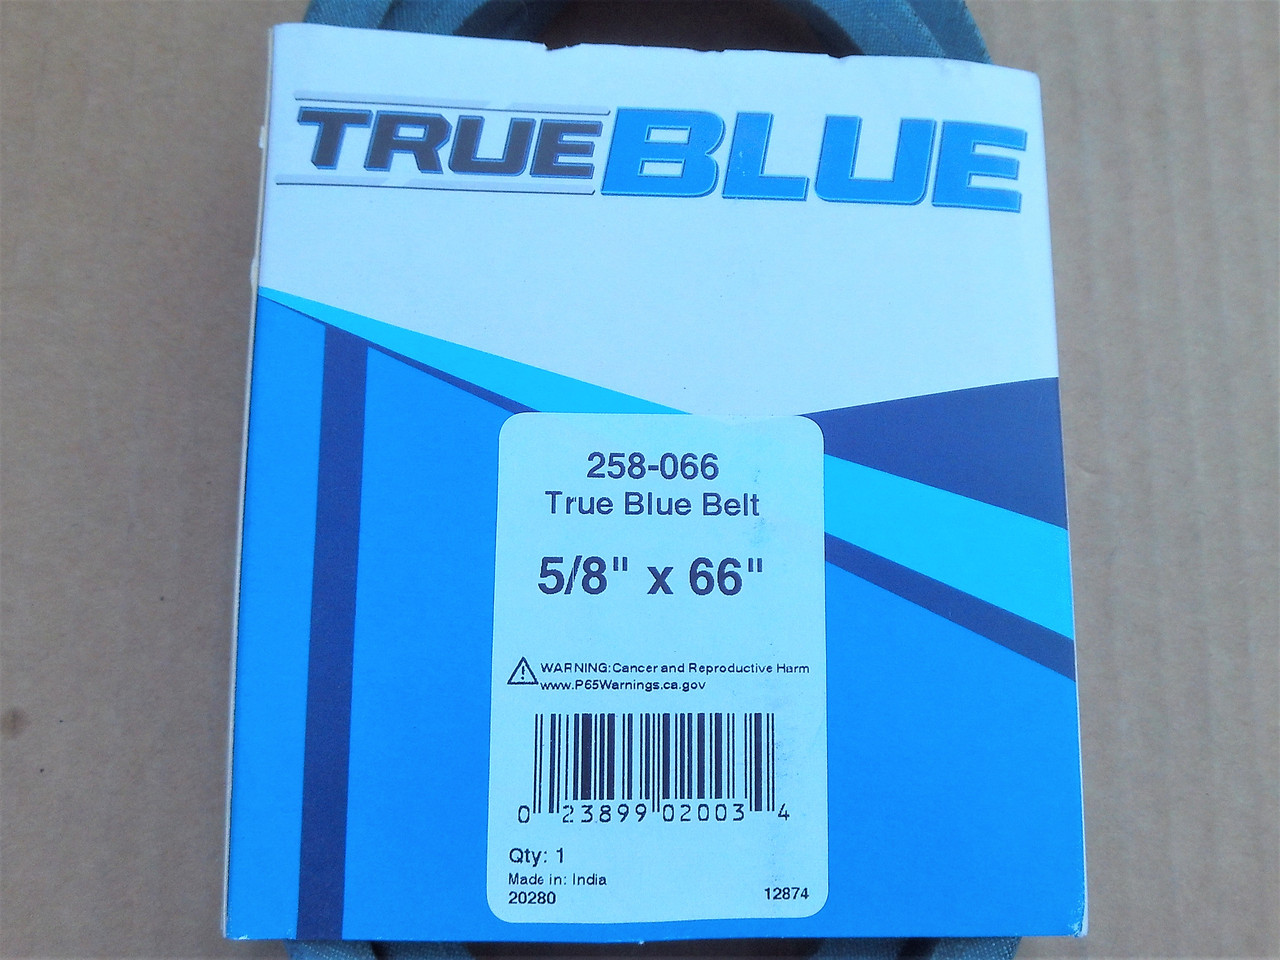 TRUEBLUE
258-066
True Blue Belt
5/8" x 66"
WARNING: Cancer and Reproductive Harm
www.P65Warnings.ca.gov
0 23899 02003 4
Qty: 1
Made in: India
20280 12874